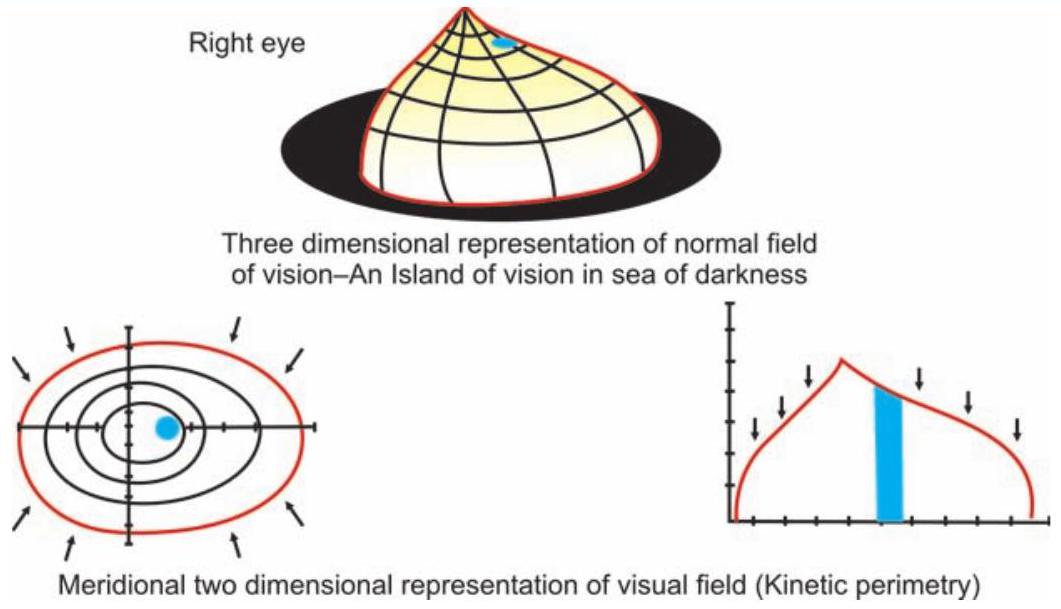 Right eye
Three dimensional representation of normal field
of vision–An Island of vision in sea of darkness
Meridional two dimensional representation of visual field (Kinetic perimetry)